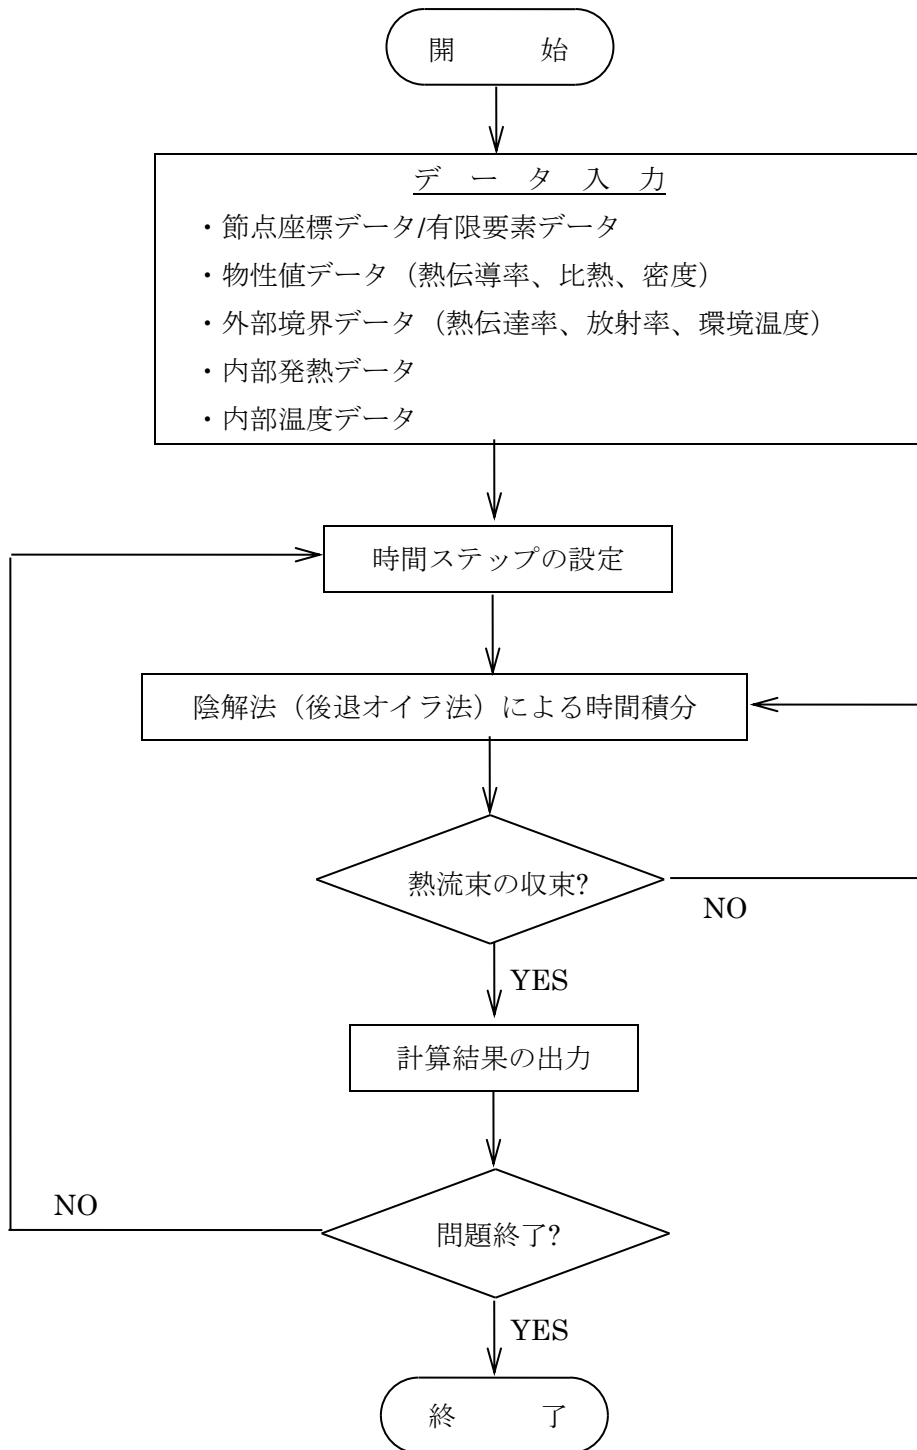 開 始
デ ー タ 入 力
・節点座標データ/有限要素データ
・物性値データ（熱伝導率、比熱、密度）
・外部境界データ（熱伝達率、放射率、環境温度）
・内部発熱データ
・内部温度データ
時間ステップの設定
陰解法（後退オイラ法）による時間積分
熱流束の収束?
NO
YES
計算結果の出力
NO
問題終了?
YES
終 了